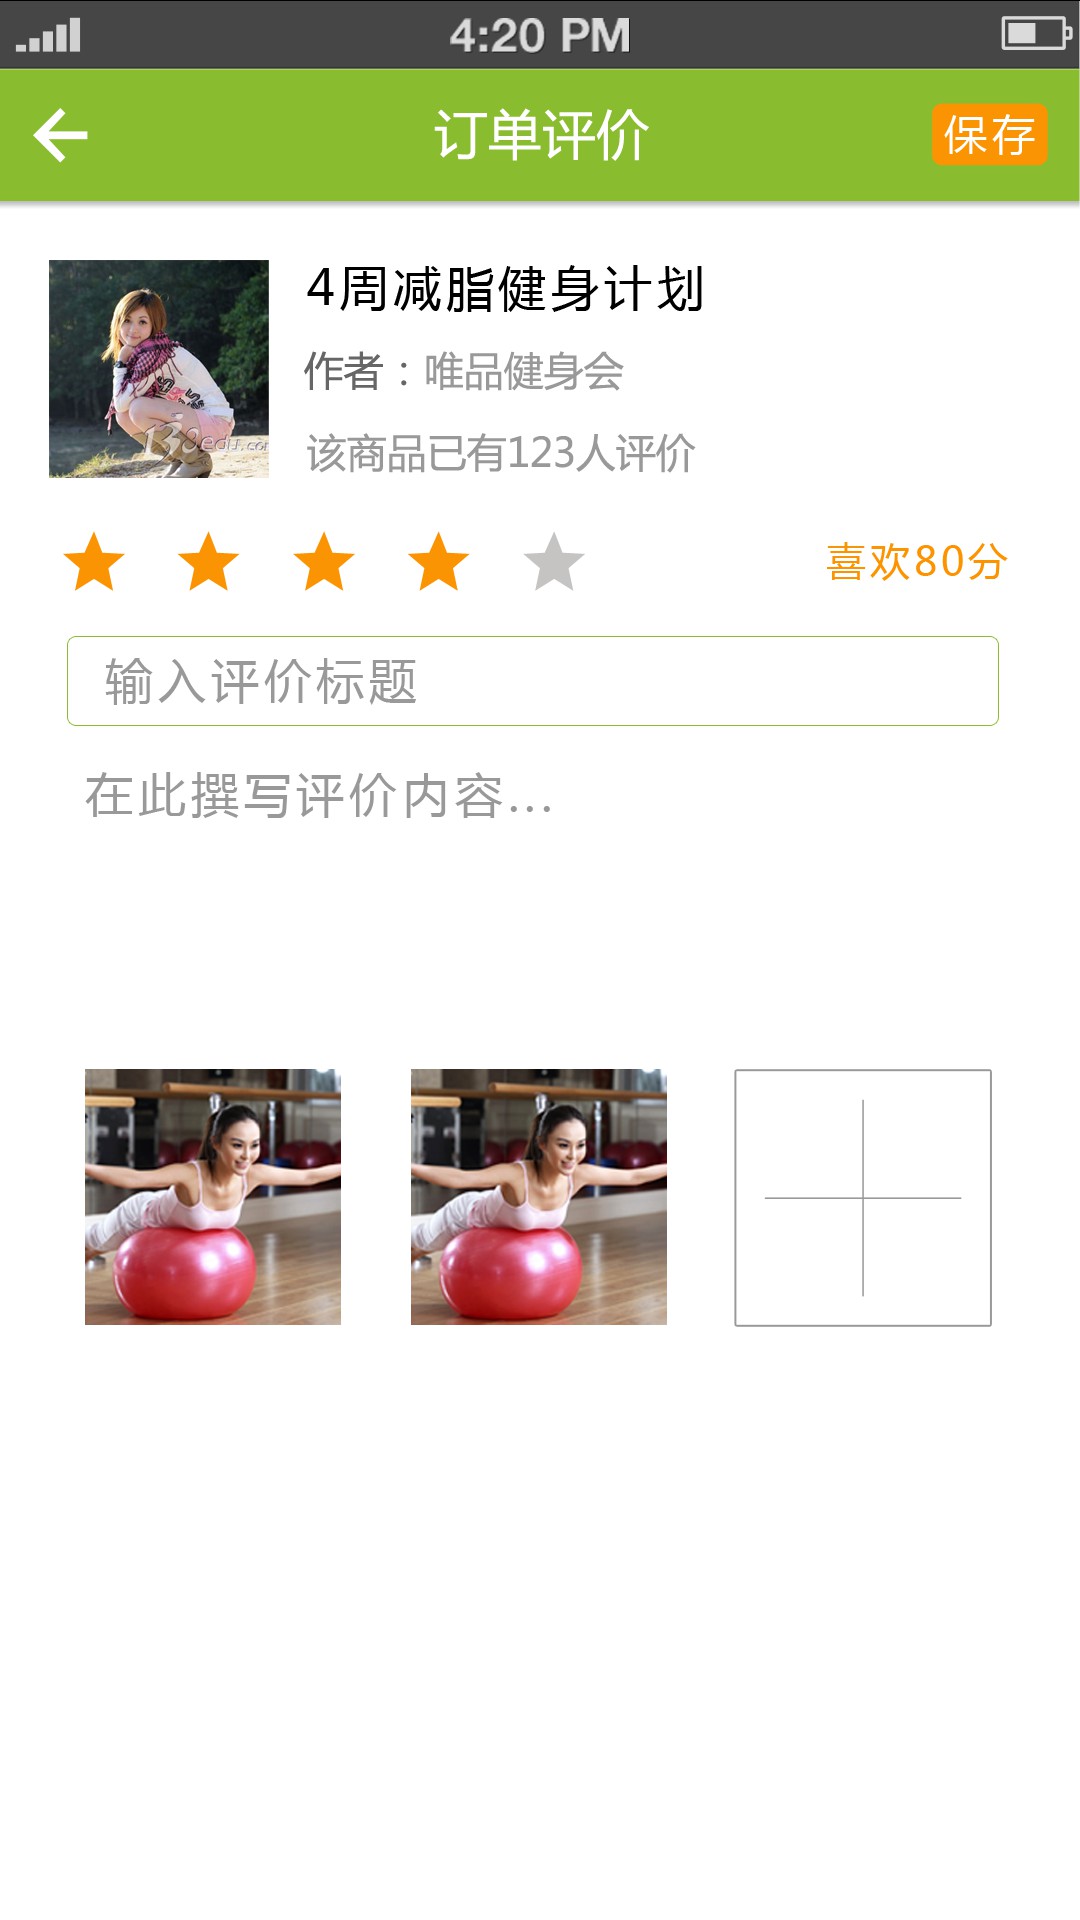 4:20 PM
订单评价
保存
4周减脂健身计划
作者：唯品健身会
该商品已有123人评价
138edu.com
喜欢80分
输入评价标题
在此撰写评价内容...